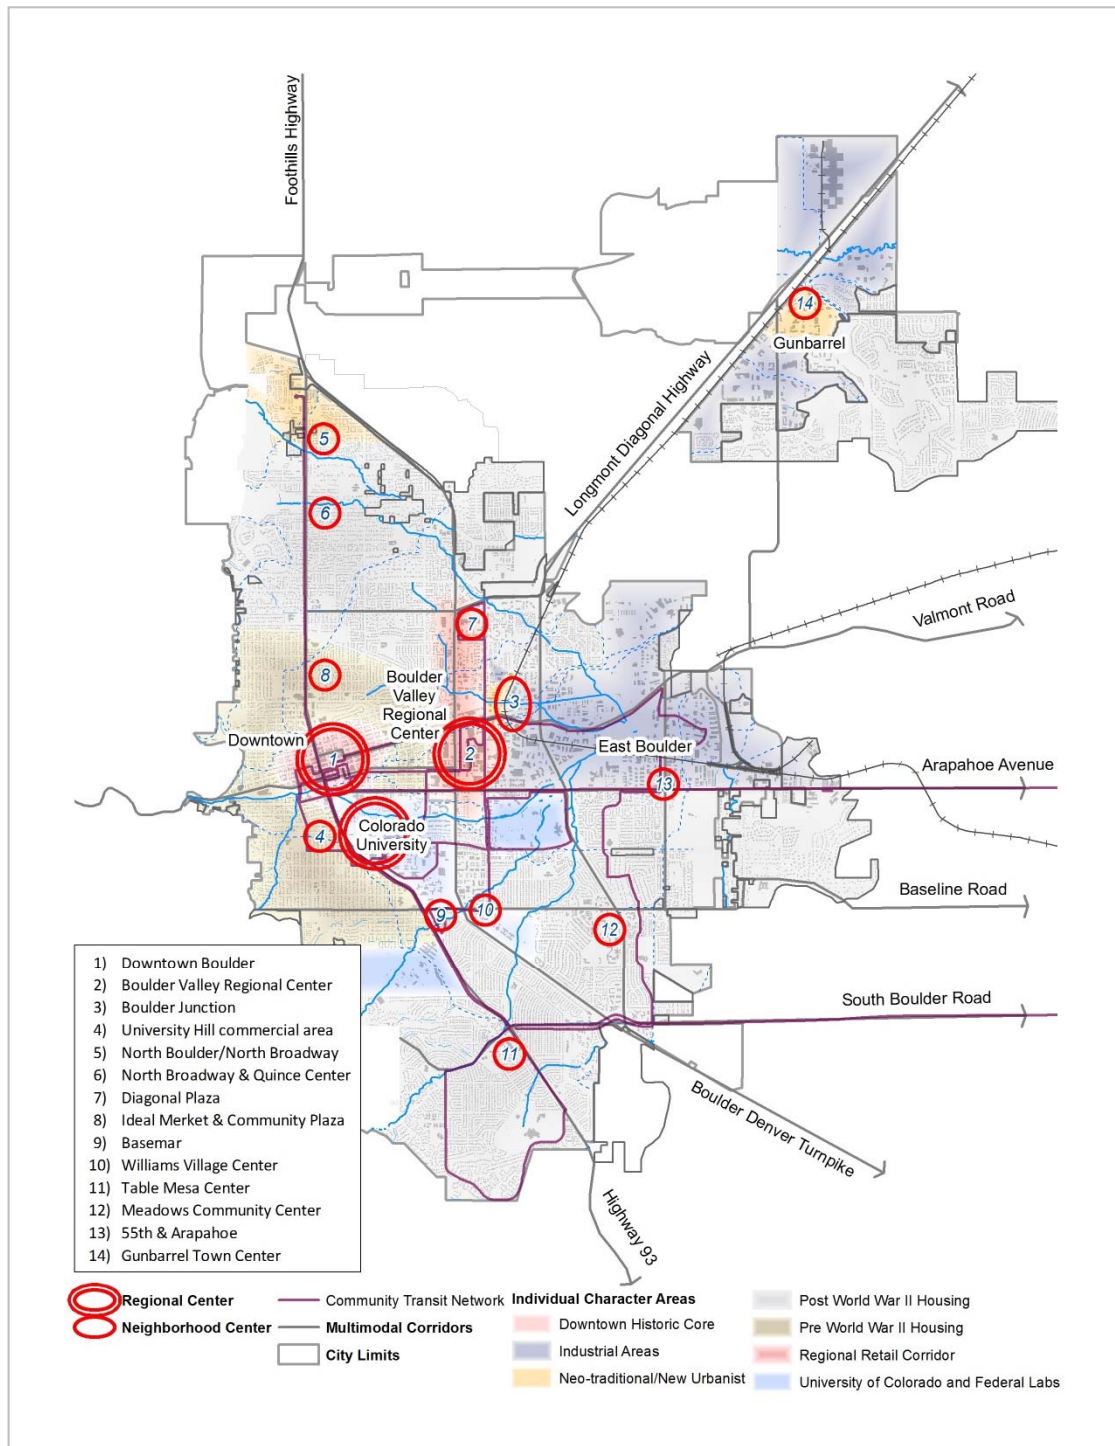 Foothills Highway
14
Gunbarrel
Longmont Diagonal Highway
5
6
7
Valmont Road
8
Boulder
Valley
Regional
Center
3
Downtown
1
2
East Boulder
Arapahoe Avenue
13
4
Colorado
University
Baseline Road
9
10
12
South Boulder Road
11
Boulder Denver Turnpike
Highway 93
1) Downtown Boulder
2) Boulder Valley Regional Center
3) Boulder Junction
4) University Hill commercial area
5) North Boulder/North Broadway
6) North Broadway & Quince Center
7) Diagonal Plaza
8) Ideal Merket & Community Plaza
9) Basemar
10) Williams Village Center
11) Table Mesa Center
12) Meadows Community Center
13) 55th & Arapahoe
14) Gunbarrel Town Center
Regional Center
Neighborhood Center
Community Transit Network
Multimodal Corridors
City Limits
Individual Character Areas
Downtown Historic Core
Industrial Areas
Neo-traditional/New Urbanist
Post World War II Housing
Pre World War II Housing
Regional Retail Corridor
University of Colorado and Federal Labs